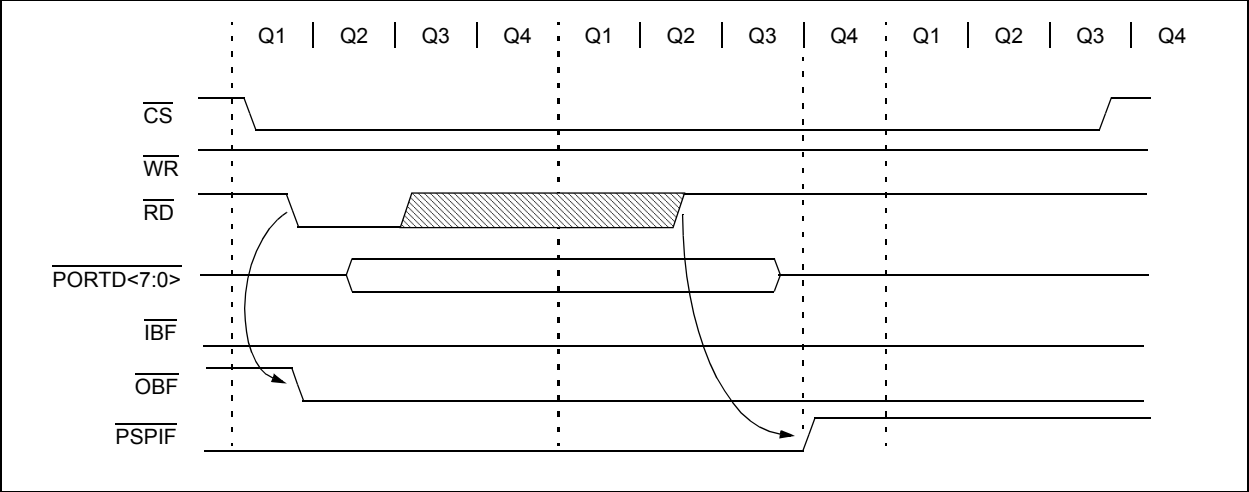 Q1 Q2 Q3 Q4 Q1 Q2 Q3 Q4 Q1 Q2 Q3 Q4
CS
WR
RD
PORTD<7:0>
IBF
OBF
PSPIF